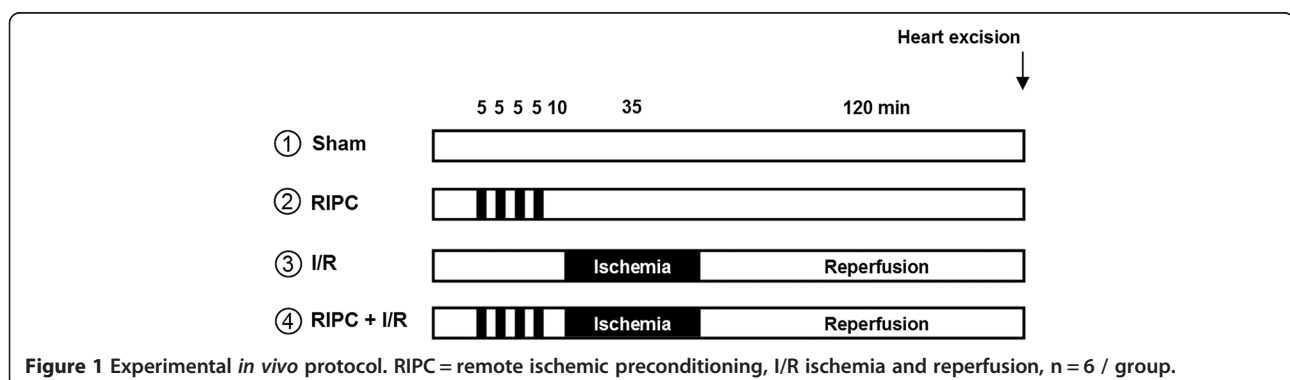 Heart excision
5 5 5 5 10 35 120 min
① Sham
② RIPC
③ I/R Ischemia Reperfusion
④ RIPC + I/R Ischemia Reperfusion
Figure 1 Experimental in vivo protocol. RIPC = remote ischemic preconditioning, I/R ischemia and reperfusion, n = 6 / group.